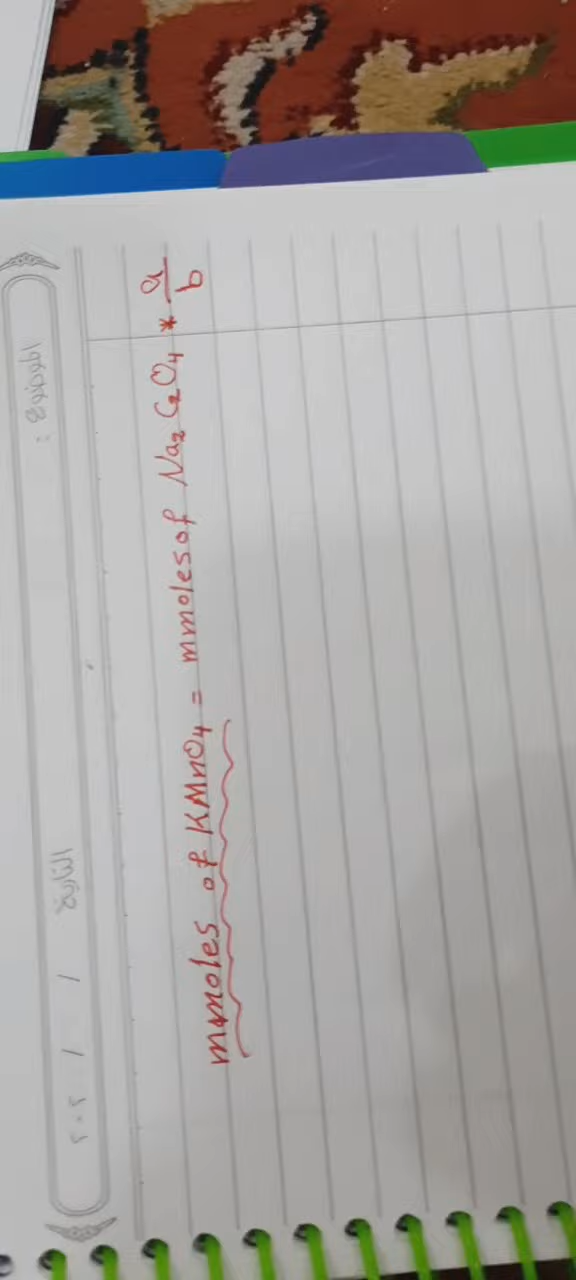 الموضوع :
التاريخ / / ٢٠٢
mmoles of KMnO₄ = mmoles of Na₂C₂O₄ * a/b